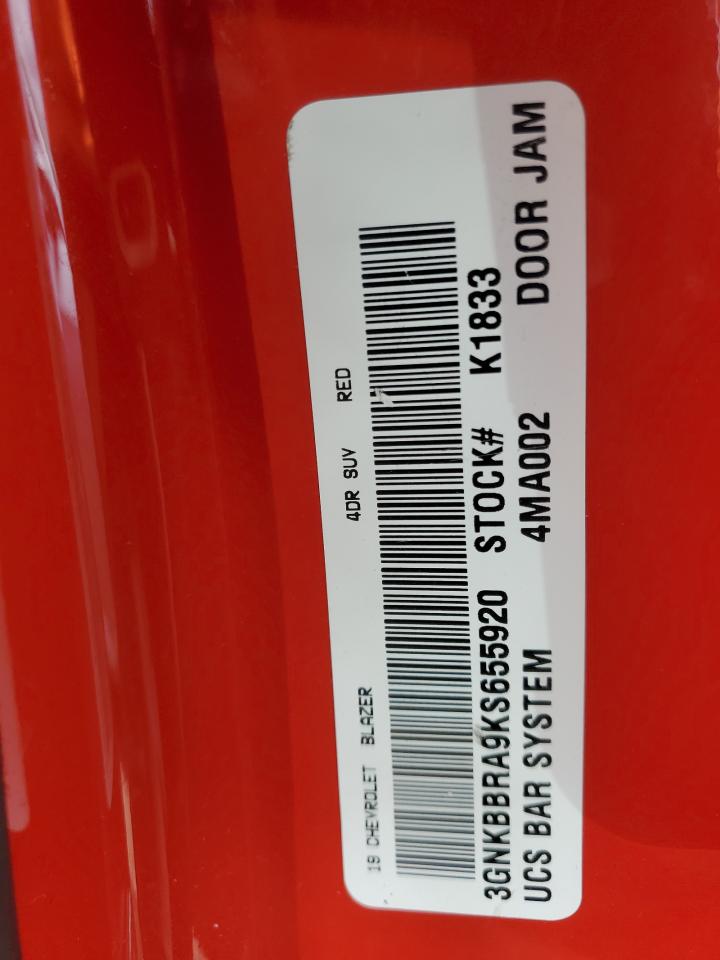 19 CHEVROLET BLAZER 4DR SUV RED
3GNKBBRA9KS655920 STOCK# K1833
UCS BAR SYSTEM 4MA002 DOOR JAM